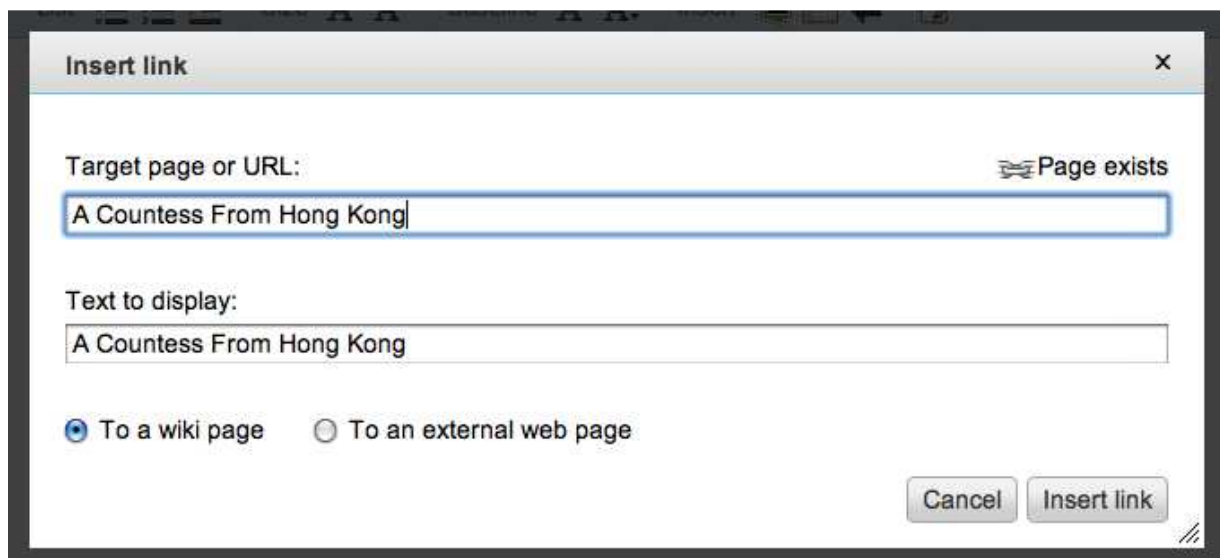 Insert link ×
Target page or URL: Page exists
A Countess From Hong Kong
Text to display:
A Countess From Hong Kong
To a wiki page To an external web page
Cancel Insert link